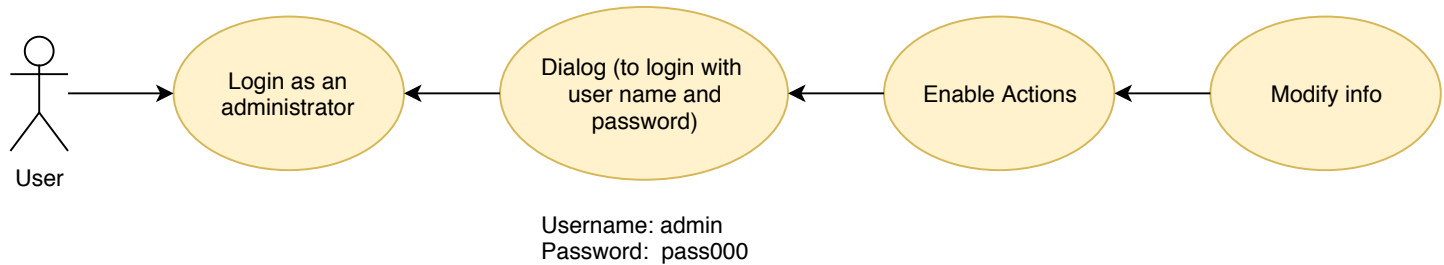 User
Login as an
administrator
Dialog (to login with
user name and
password)
Enable Actions
Modify info
Username: admin
Password:  pass000